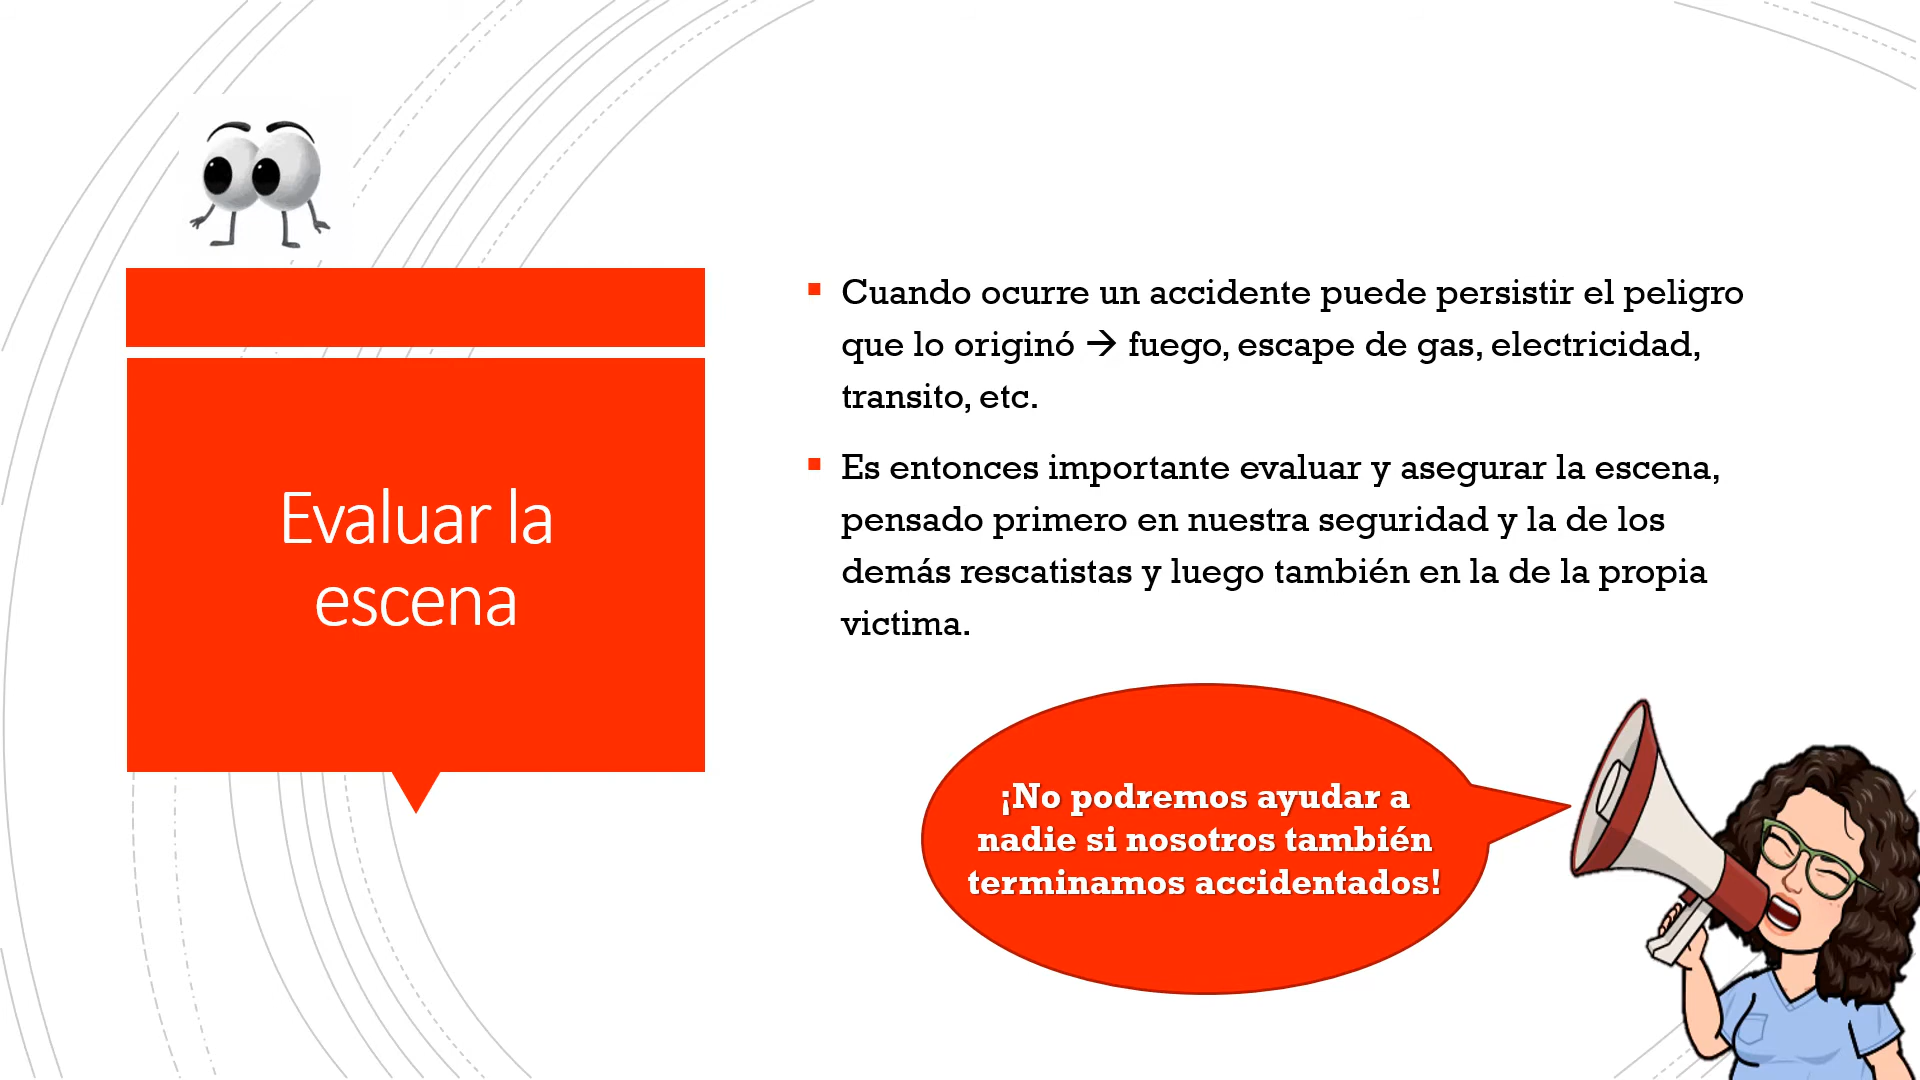 Evaluar la
escena
▪ Cuando ocurre un accidente puede persistir el peligro
que lo originó → fuego, escape de gas, electricidad,
transito, etc.
▪ Es entonces importante evaluar y asegurar la escena,
pensado primero en nuestra seguridad y la de los
demás rescatistas y luego también en la de la propia
victima.
¡No podremos ayudar a
nadie si nosotros también
terminamos accidentados!